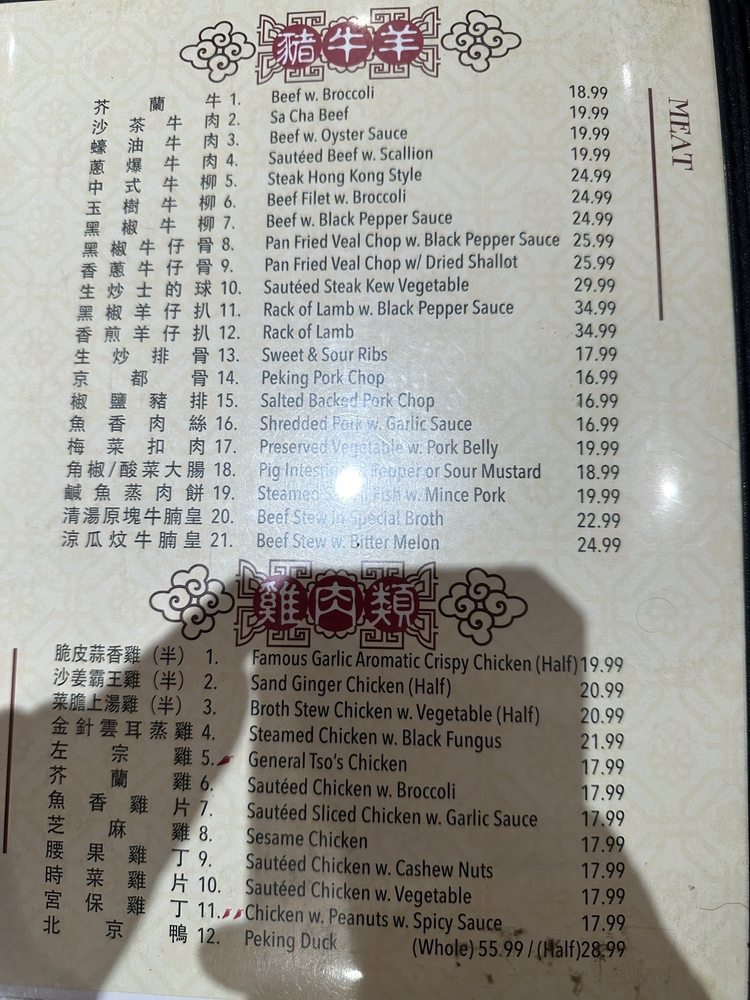 豬牛羊
MEAT
芥蘭牛 1. Beef w. Broccoli 18.99
沙茶牛肉 2. Sa Cha Beef 19.99
蠔油牛肉 3. Beef w. Oyster Sauce 19.99
蔥爆牛肉 4. Sautéed Beef w. Scallion 19.99
中式牛柳 5. Steak Hong Kong Style 24.99
玉樹牛柳 6. Beef Filet w. Broccoli 24.99
黑椒牛柳 7. Beef w. Black Pepper Sauce 24.99
黑椒牛仔骨 8. Pan Fried Veal Chop w. Black Pepper Sauce 25.99
香蔥牛仔骨 9. Pan Fried Veal Chop w/ Dried Shallot 25.99
生炒士的球 10. Sautéed Steak Kew Vegetable 29.99
黑椒羊仔扒 11. Rack of Lamb w. Black Pepper Sauce 34.99
香煎羊仔扒 12. Rack of Lamb 34.99
生炒排骨 13. Sweet & Sour Ribs 17.99
京都骨 14. Peking Pork Chop 16.99
椒鹽豬排 15. Salted Backed Pork Chop 16.99
魚香肉絲 16. Shredded Pork w. Garlic Sauce 16.99
梅菜扣肉 17. Preserved Vegetable w. Pork Belly 19.99
角椒/酸菜大腸 18. Pig Intestine Pepper or Sour Mustard 18.99
鹹魚蒸肉餅 19. Steamed Fish w. Mince Pork 19.99
清湯原塊牛腩皇 20. Beef Stew in Special Broth 22.99
涼瓜炆牛腩皇 21. Beef Stew w. Bitter Melon 24.99
雞肉類
脆皮蒜香雞（半） 1. Famous Garlic Aromatic Crispy Chicken (Half) 19.99
沙姜霸王雞（半） 2. Sand Ginger Chicken (Half) 20.99
菜膽上湯雞（半） 3. Broth Stew Chicken w. Vegetable (Half) 20.99
金針雲耳蒸雞 4. Steamed Chicken w. Black Fungus 21.99
左宗雞 5. General Tso's Chicken 17.99
芥蘭雞 6. Sautéed Chicken w. Broccoli 17.99
魚香雞片 7. Sautéed Sliced Chicken w. Garlic Sauce 17.99
芝麻雞 8. Sesame Chicken 17.99
腰果雞丁 9. Sautéed Chicken w. Cashew Nuts 17.99
時菜雞片 10. Sautéed Chicken w. Vegetable 17.99
宮保雞丁 11. Chicken w. Peanuts w. Spicy Sauce 17.99
北京鴨 12. Peking Duck (Whole) 55.99 / (Half) 28.99